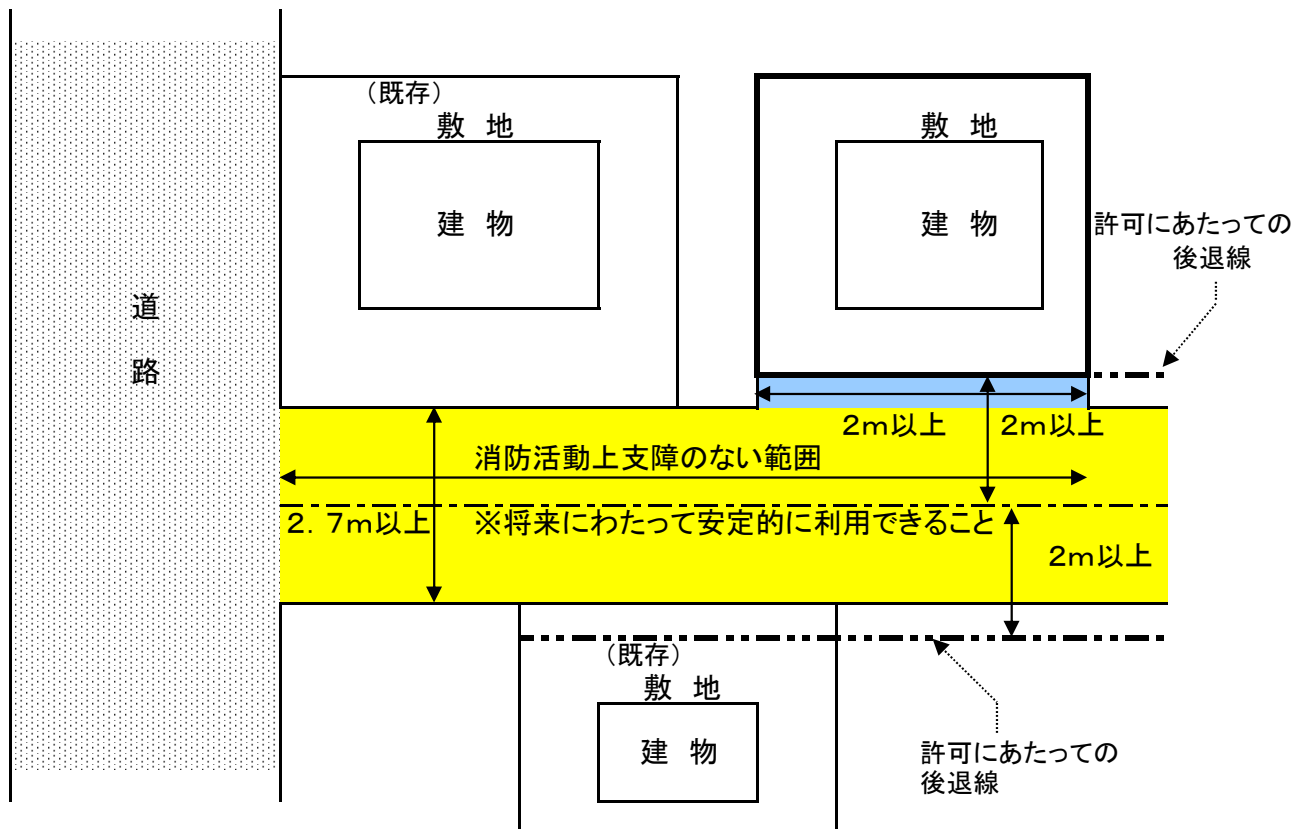 （既存）
敷 地
建 物
敷 地
建 物
許可にあたっての
後退線
道
路
2m以上
2m以上
消防活動上支障のない範囲
2．7m以上
※将来にわたって安定的に利用できること
2m以上
（既存）
敷 地
建 物
許可にあたっての
後退線